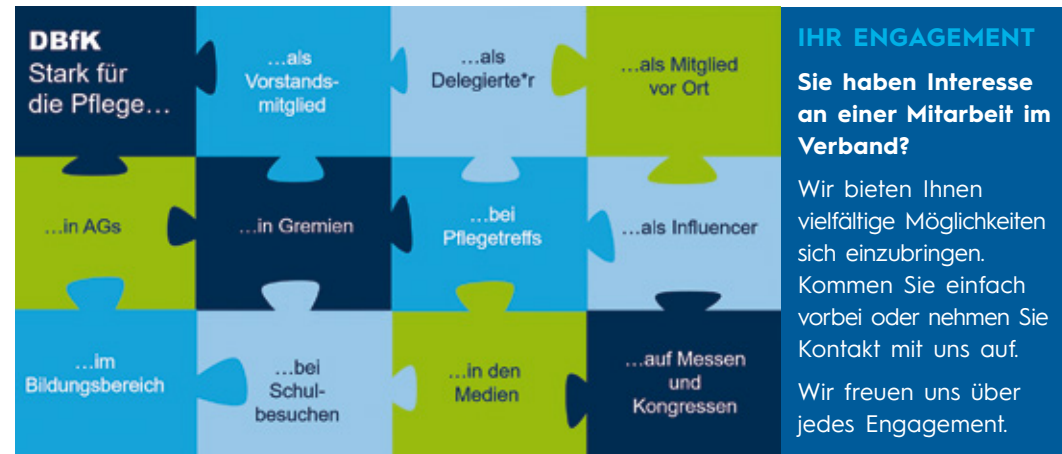 DBfK
Stark für
die Pflege…
…als
Vorstands-
mitglied
…als
Delegierte*r
…als Mitglied
vor Ort
…in AGs
…in Gremien
…bei
Pflegetreffs
…als Influencer
…im
Bildungsbereich
…bei
Schul-
besuchen
…in den
Medien
…auf Messen
und
Kongressen
IHR ENGAGEMENT
Sie haben Interesse
an einer Mitarbeit im
Verband?
Wir bieten Ihnen
vielfältige Möglichkeiten
sich einzubringen.
Kommen Sie einfach
vorbei oder nehmen Sie
Kontakt mit uns auf.
Wir freuen uns über
jedes Engagement.